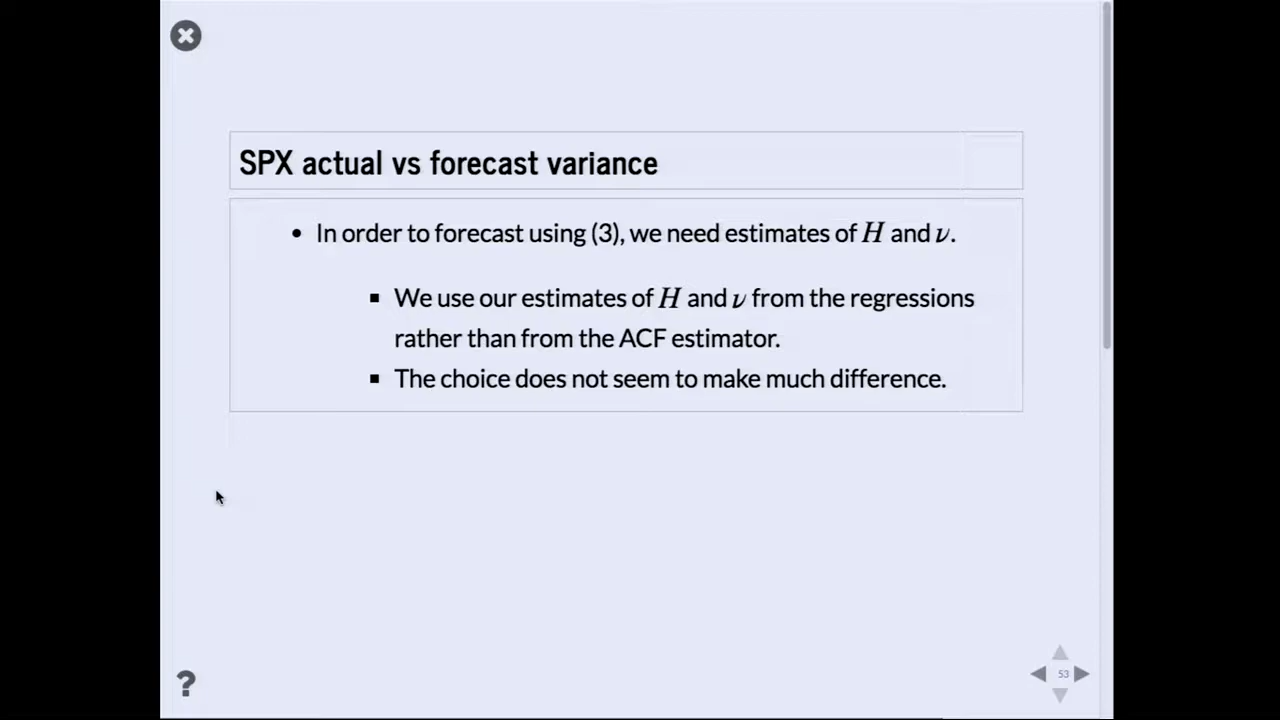 SPX actual vs forecast variance
• In order to forecast using (3), we need estimates of H and ν.
▪ We use our estimates of H and ν from the regressions
rather than from the ACF estimator.
▪ The choice does not seem to make much difference.
?
53